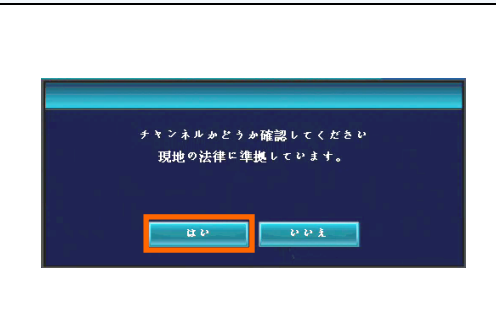 チャンネルかどうか確認してください
現地の法律に準拠しています。
はい
いいえ